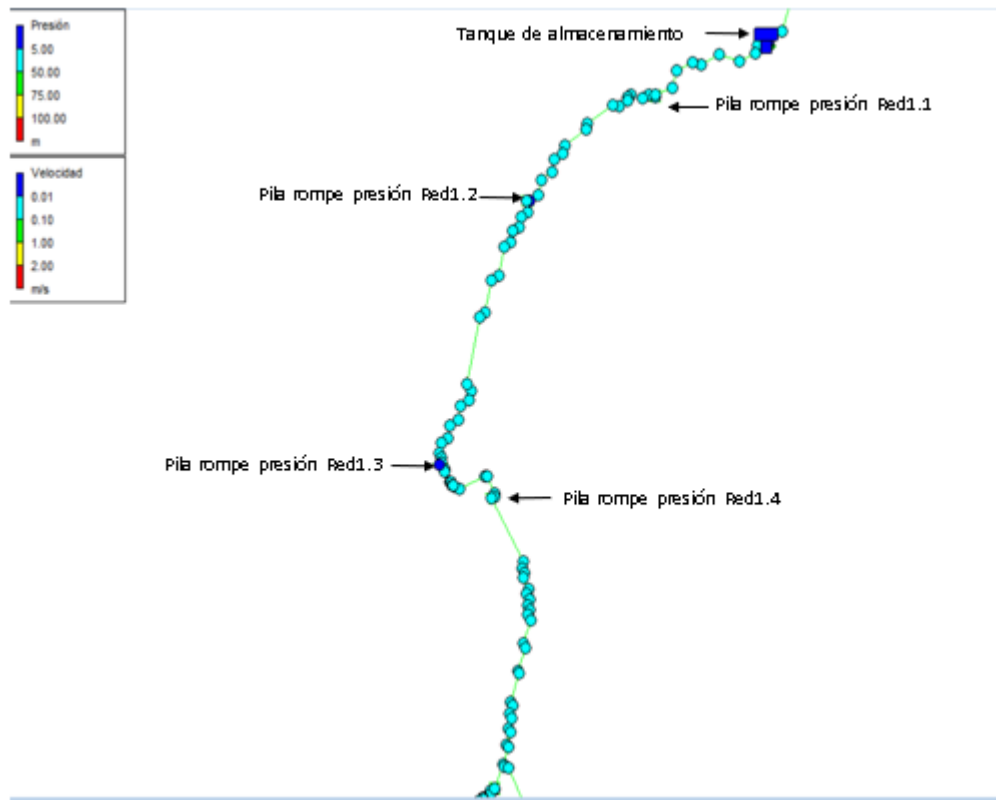 Presión
5.00
50.00
75.00
100.00
m
Velocidad
0.01
0.10
1.00
2.00
m/s
Tanque de almacenamiento
Pila rompe presión Red1.1
Pila rompe presión Red1.2
Pila rompe presión Red1.3
Pila rompe presión Red1.4